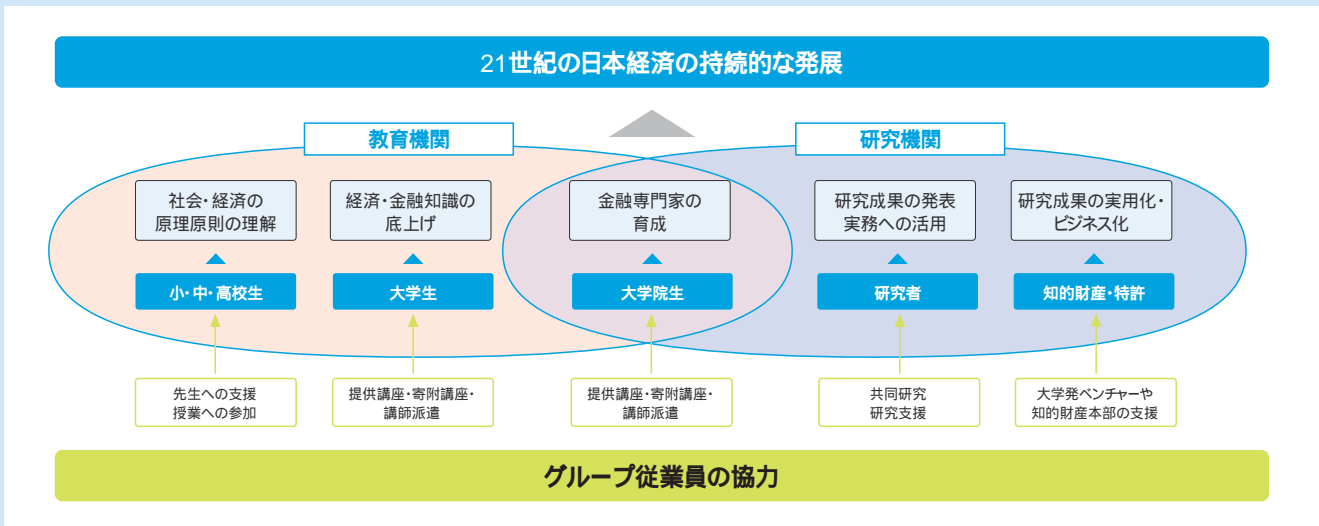 21世紀の日本経済の持続的な発展
教育機関
研究機関
社会・経済の
原理原則の理解
経済・金融知識の
底上げ
金融専門家の
育成
研究成果の発表
実務への活用
研究成果の実用化・
ビジネス化
小・中・高校生
大学生
大学院生
研究者
知的財産・特許
先生への支援
授業への参加
提供講座・寄附講座・
講師派遣
提供講座・寄附講座・
講師派遣
共同研究
研究支援
大学発ベンチャーや
知的財産本部の支援
グループ従業員の協力